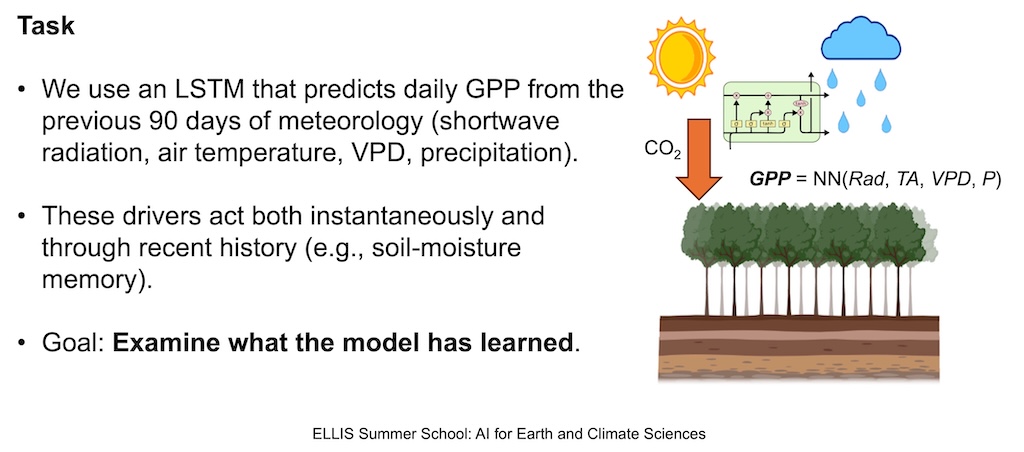 Task
• We use an LSTM that predicts daily GPP from the
previous 90 days of meteorology (shortwave
radiation, air temperature, VPD, precipitation).
• These drivers act both instantaneously and
through recent history (e.g., soil-moisture
memory).
• Goal: Examine what the model has learned.
CO₂
GPP = NN(Rad, TA, VPD, P)
ELLIS Summer School: AI for Earth and Climate Sciences